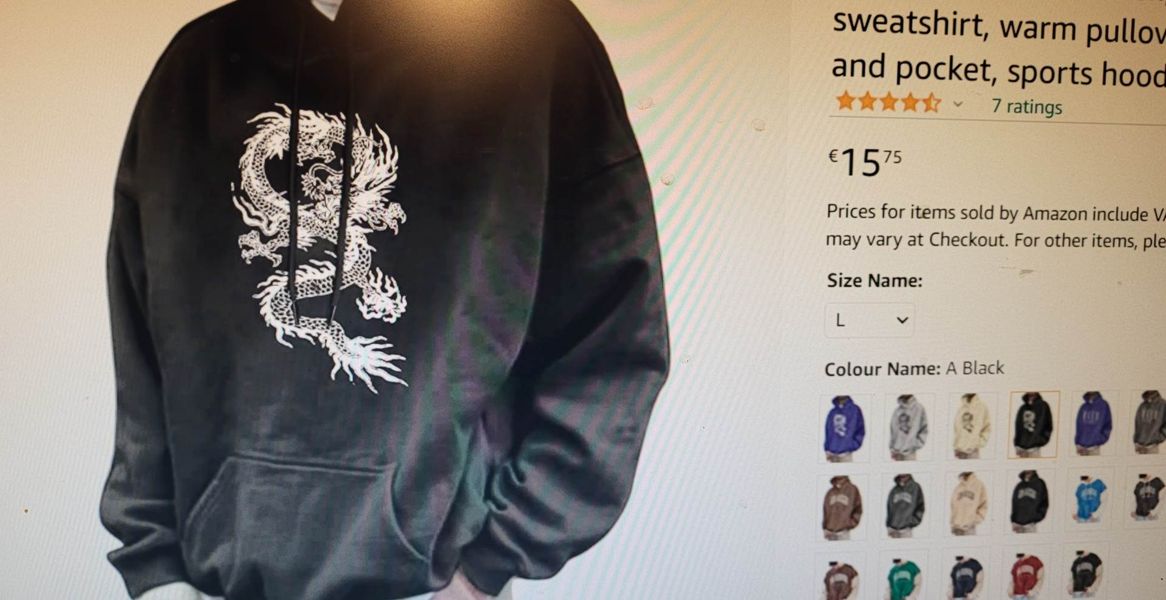 sweatshirt, warm pullov
and pocket, sports hood
7 ratings
€15 75
Prices for items sold by Amazon include VA
may vary at Checkout. For other items, ple
Size Name:
L
Colour Name: A Black